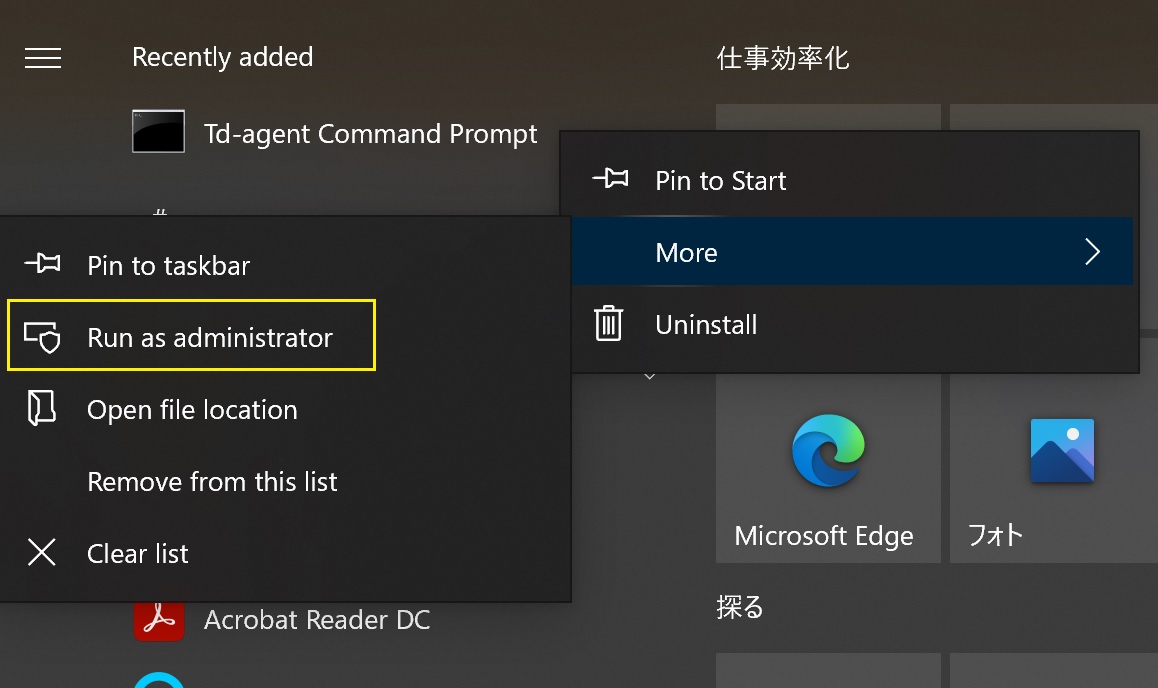 Recently added
Td-agent Command Prompt
#
Pin to taskbar
Run as administrator
Open file location
Remove from this list
Clear list
Acrobat Reader DC
Pin to Start
More
Uninstall
仕事効率化
Microsoft Edge
フォト
探る